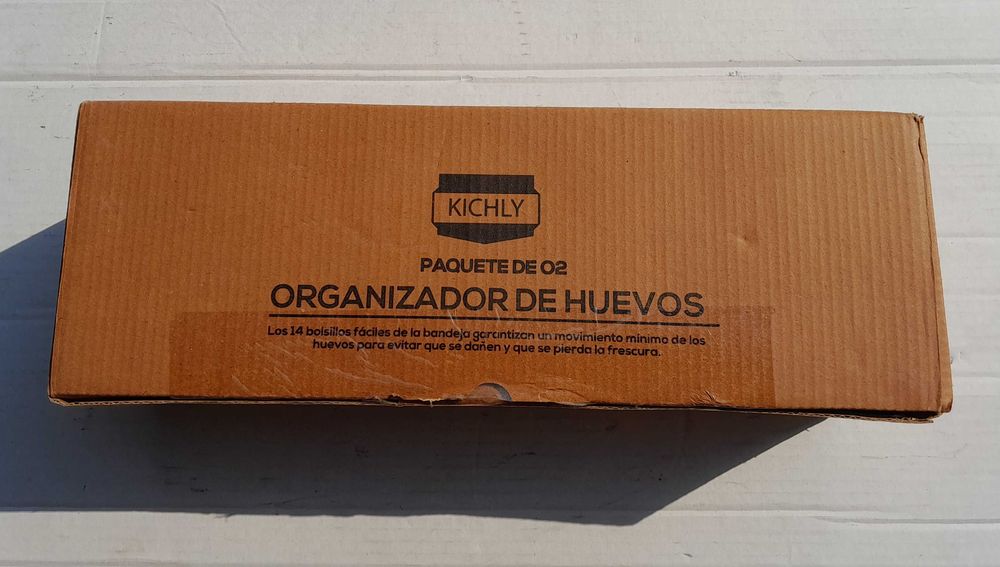 KICHLY
PAQUETE DE 02
ORGANIZADOR DE HUEVOS
Los 14 bolsillos fáciles de la bandeja garantizan un movimiento mínimo de los
huevos para evitar que se dañen y que se pierda la frescura.